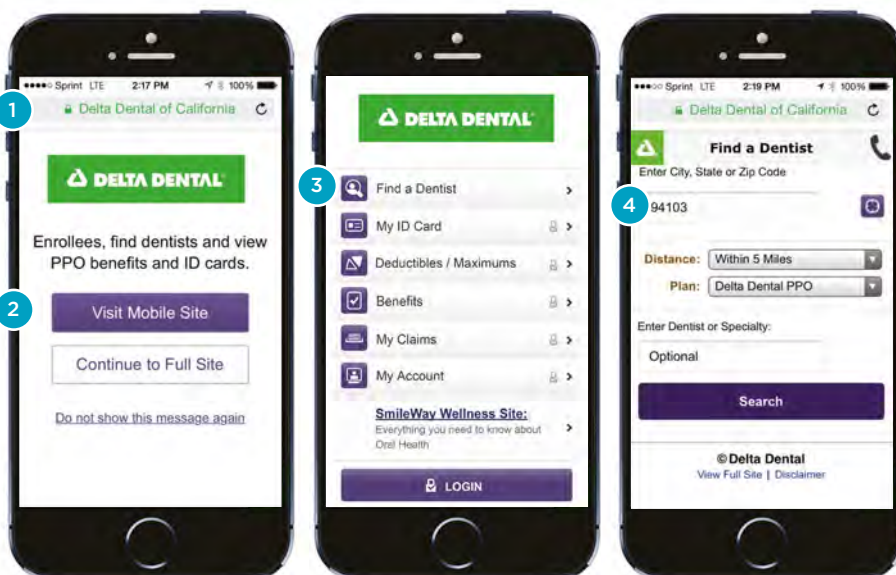 Sprint LTE 2:17 PM 100%
1
Delta Dental of California
DELTA DENTAL
Enrollees, find dentists and view
PPO benefits and ID cards.
2
Visit Mobile Site
Continue to Full Site
Do not show this message again
DELTA DENTAL
3
Find a Dentist
My ID Card
Deductibles / Maximums
Benefits
My Claims
My Account
SmileWay Wellness Site:
Everything you need to know about
Oral Health
LOGIN
Sprint LTE 2:19 PM 100%
Delta Dental of California
Find a Dentist
Enter City, State or Zip Code
4
94103
Distance: Within 5 Miles
Plan: Delta Dental PPO
Enter Dentist or Specialty:
Optional
Search
© Delta Dental
View Full Site | Disclaimer